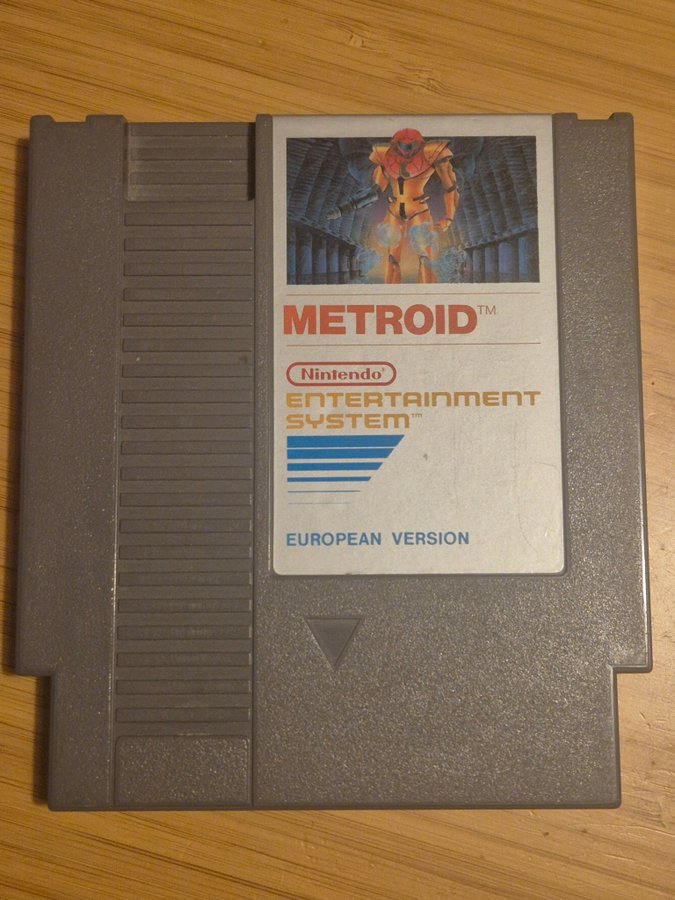 METROID™
Nintendo®
ENTERTAINMENT
SYSTEM™
EUROPEAN VERSION